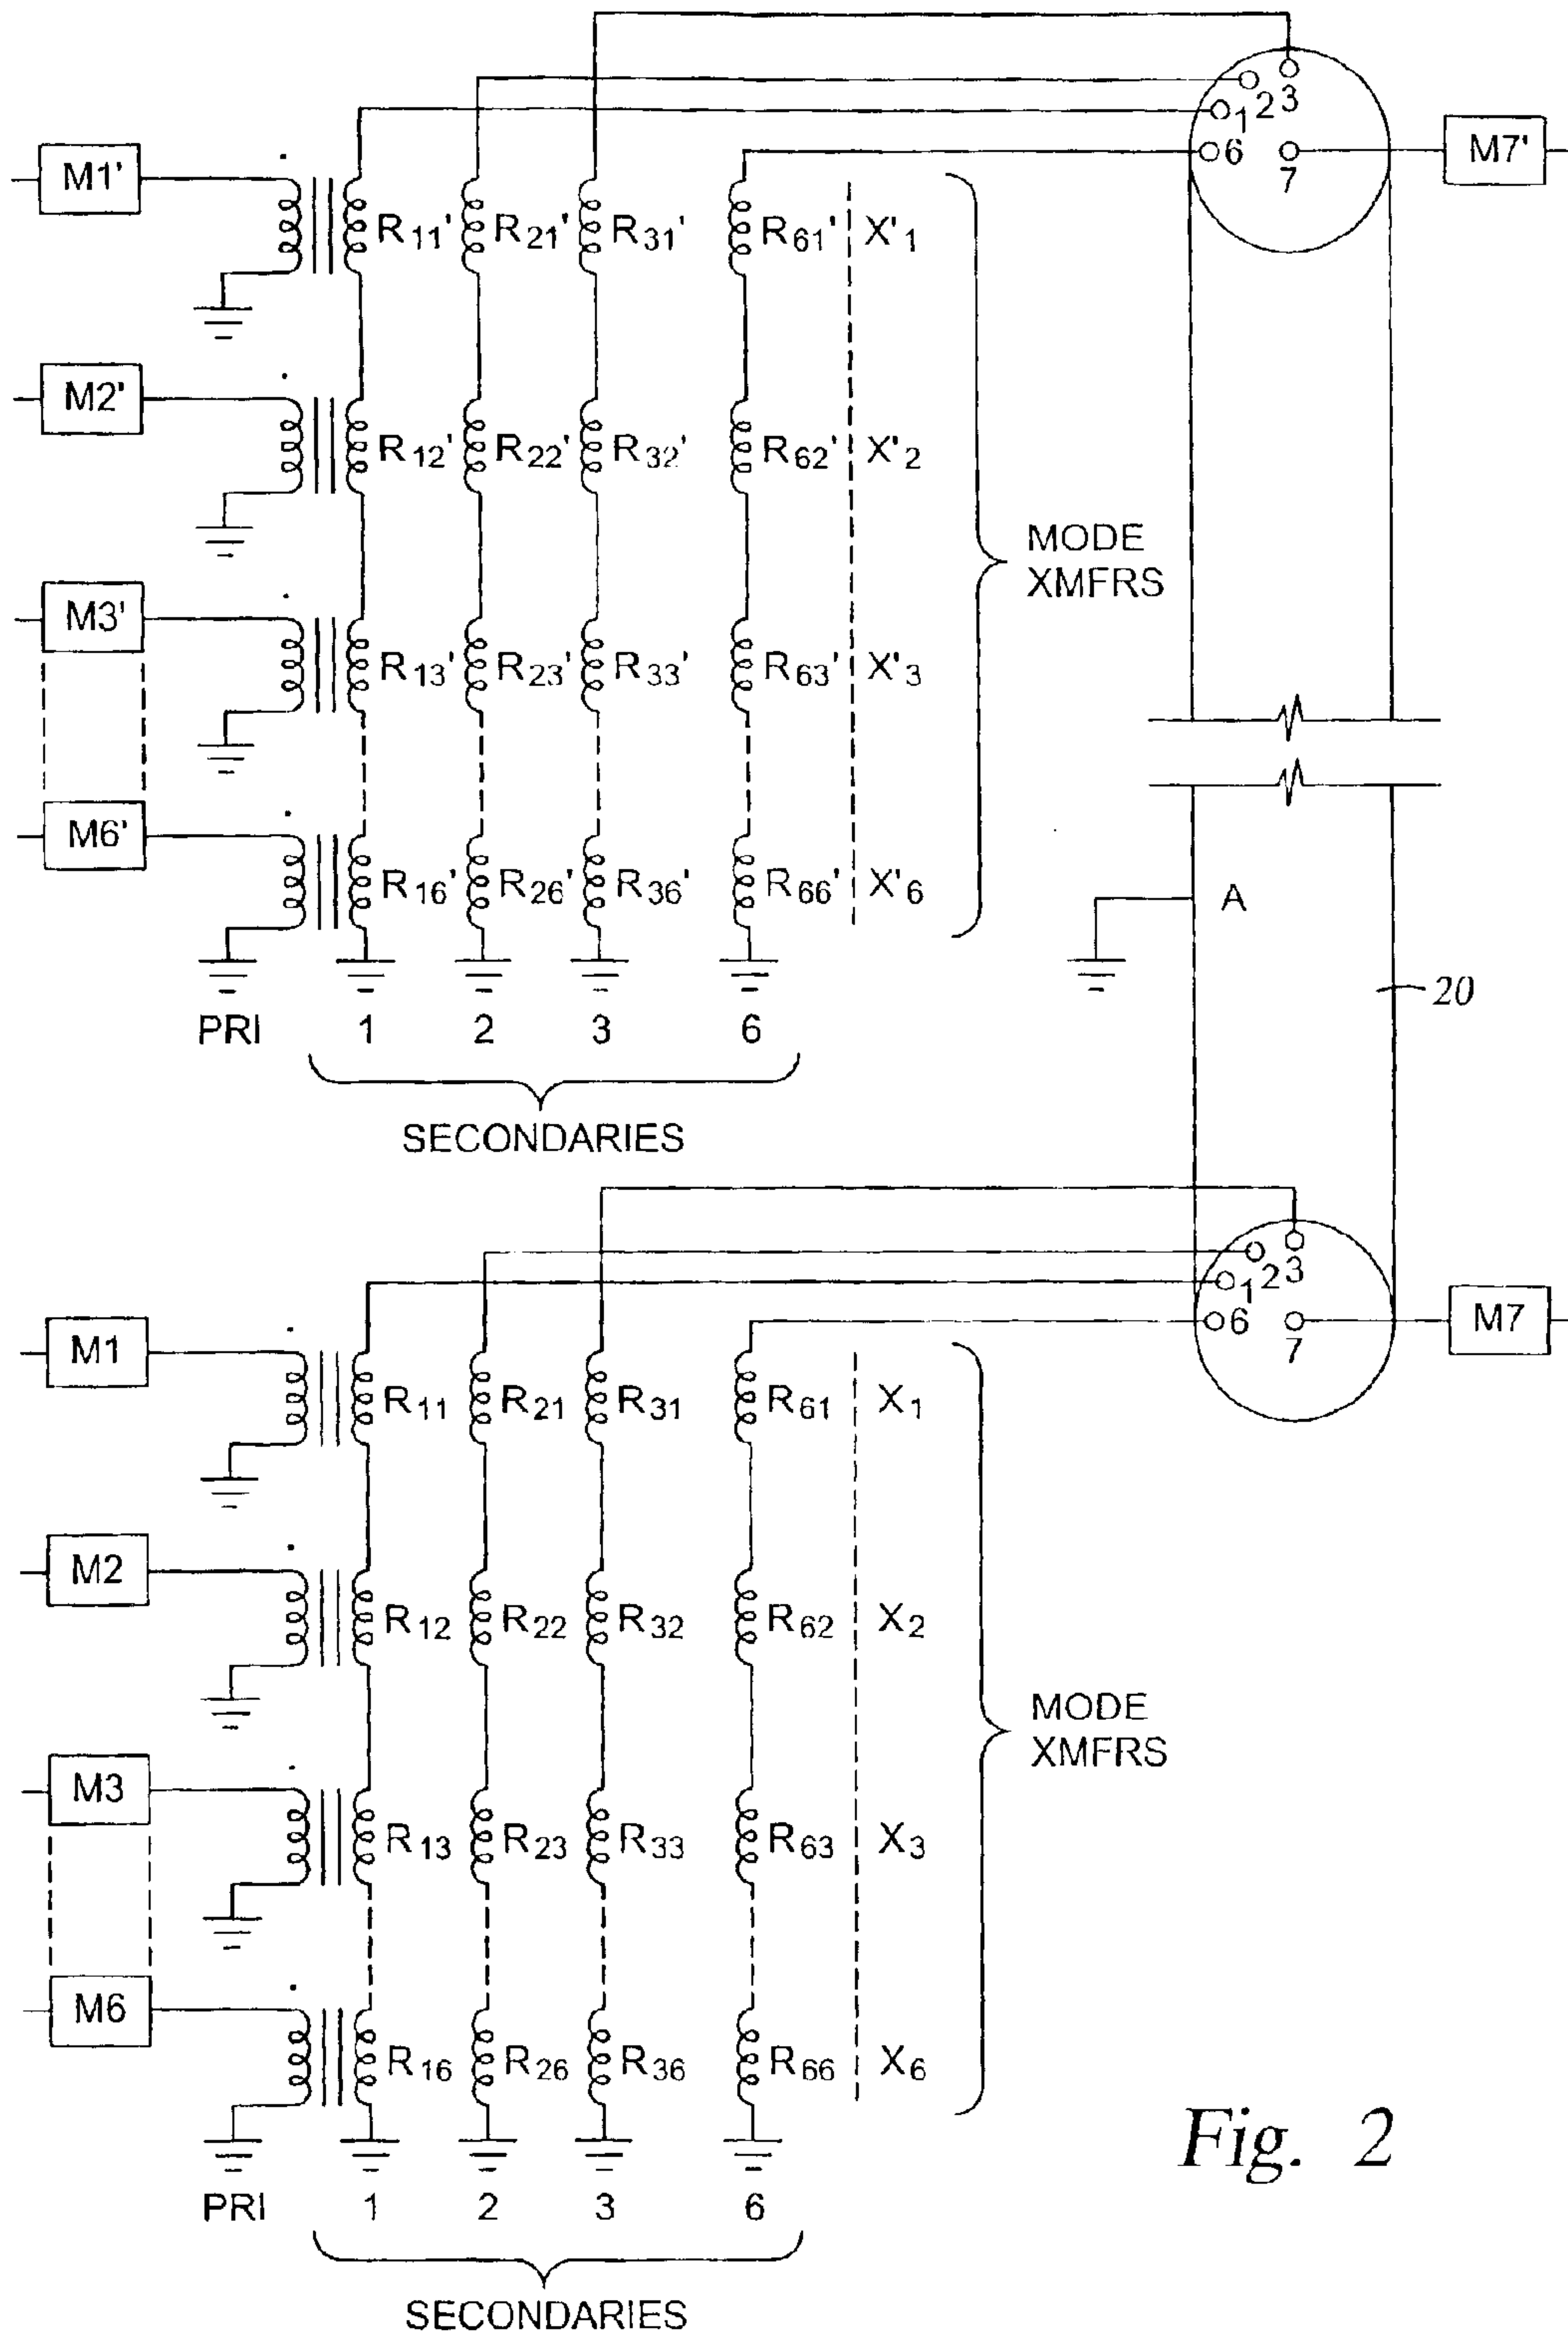 3
2
1
6
7
M7'
M1'
R11' R21' R31' R61' X'1
M2'
R12' R22' R32' R62' X'2
MODE
XMFRS
M3'
R13' R23' R33' R63' X'3
M6'
R16' R26' R36' R66' X'6
A
20
PRI 1 2 3 6
SECONDARIES
3
2
1
6
7
M7
M1
R11 R21 R31 R61 X1
M2
R12 R22 R32 R62 X2
MODE
XMFRS
M3
R13 R23 R33 R63 X3
M6
R16 R26 R36 R66 X6
Fig. 2
PRI 1 2 3 6
SECONDARIES